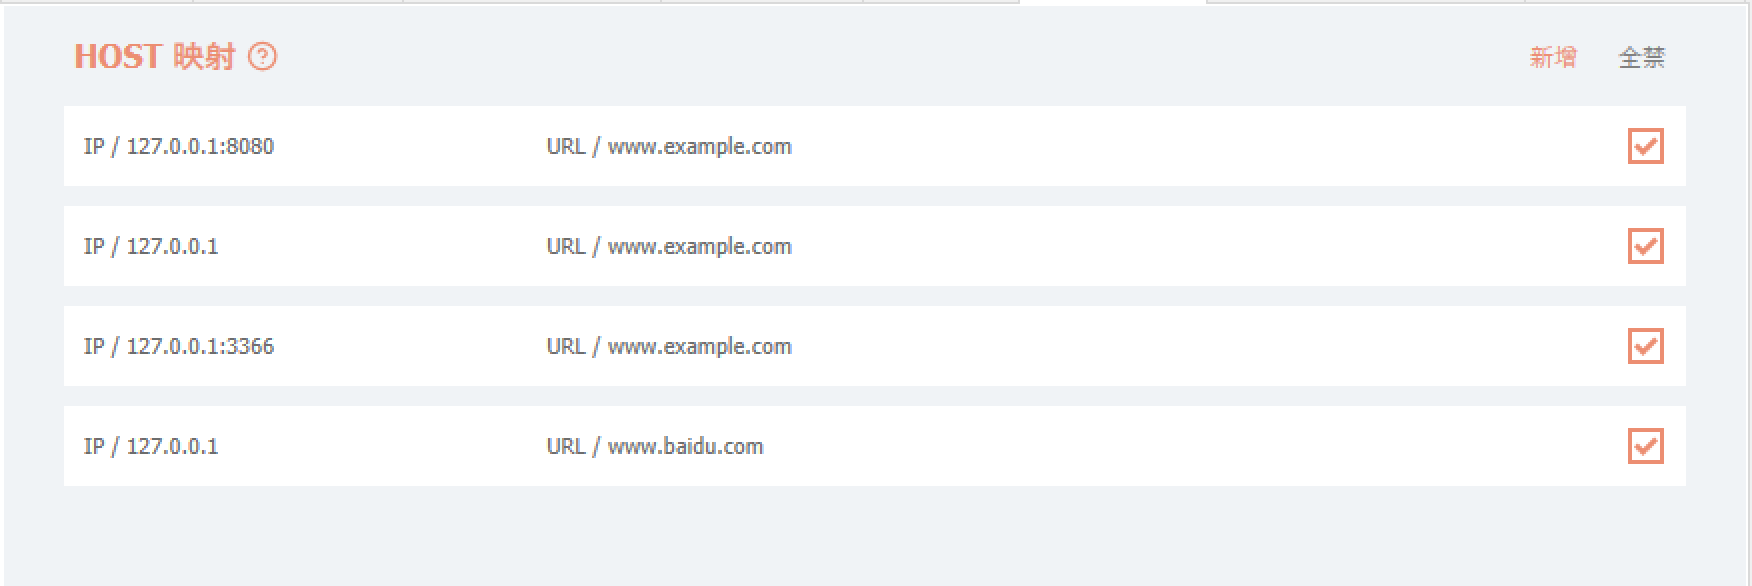 HOST 映射 新增 全禁
IP / 127.0.0.1:8080 URL / www.example.com
IP / 127.0.0.1 URL / www.example.com
IP / 127.0.0.1:3366 URL / www.example.com
IP / 127.0.0.1 URL / www.baidu.com